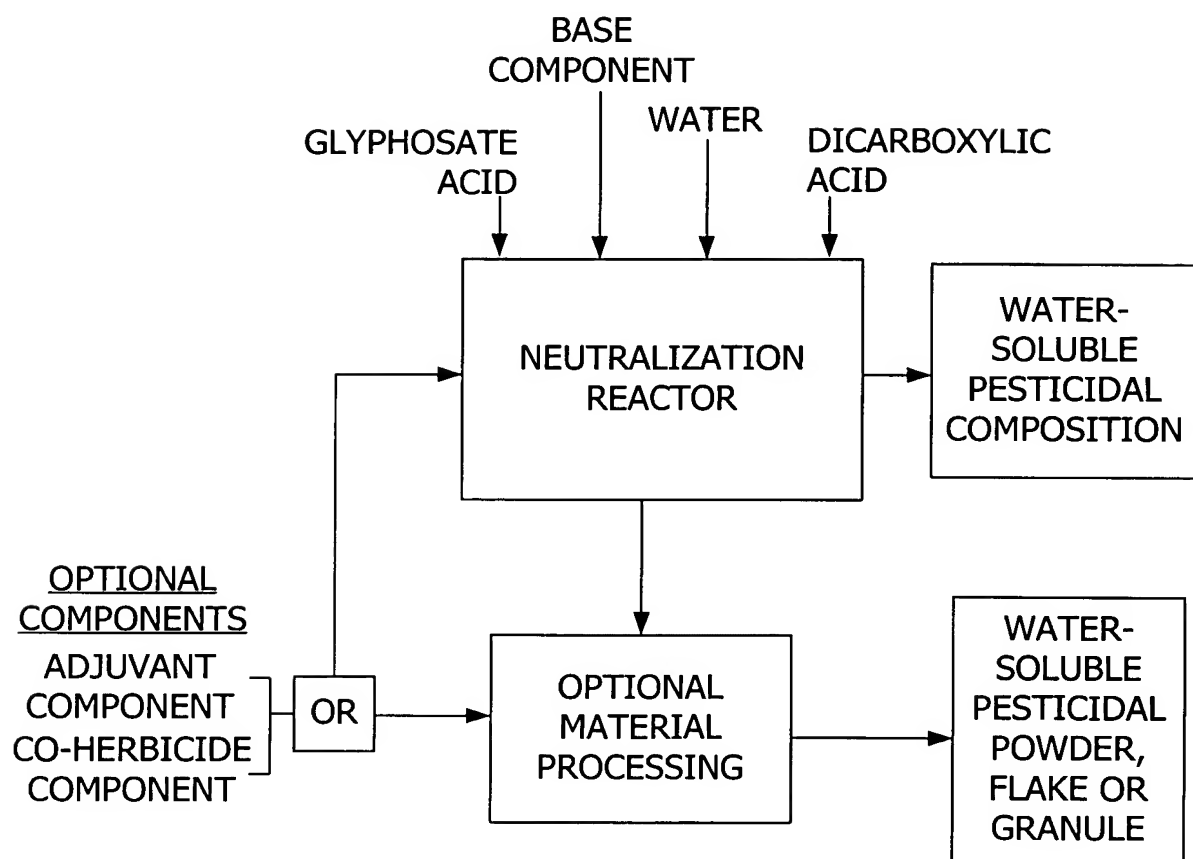 BASE
COMPONENT
WATER
GLYPHOSATE
ACID
DICARBOXYLIC
ACID
NEUTRALIZATION
REACTOR
WATER-
SOLUBLE
PESTICIDAL
COMPOSITION
OPTIONAL
COMPONENTS
ADJUVANT
COMPONENT
CO-HERBICIDE
COMPONENT
OR
OPTIONAL
MATERIAL
PROCESSING
WATER-
SOLUBLE
PESTICIDAL
POWDER,
FLAKE OR
GRANULE